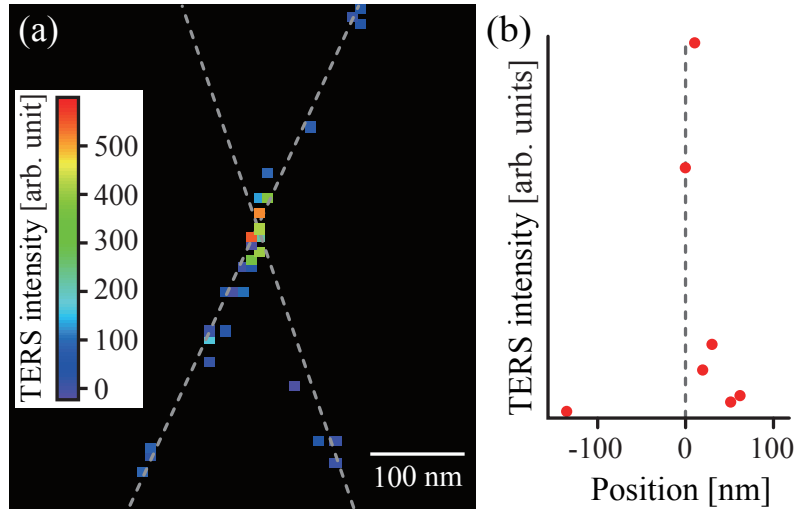 (a)
TERS intensity [arb. unit]
500
400
300
200
100
0
100 nm
(b)
TERS intensity [arb. units]
-100
0
100
Position [nm]